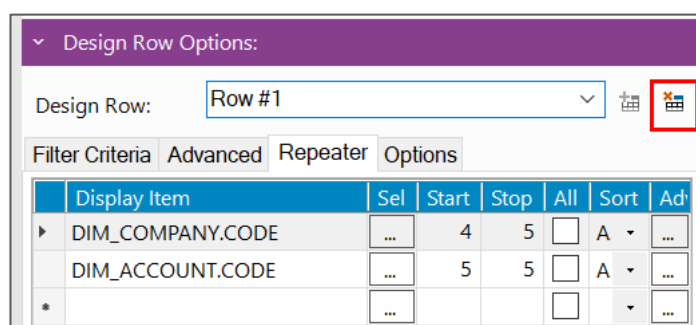 Design Row Options:
Design Row: Row #1
Filter Criteria Advanced Repeater Options
Display Item Sel Start Stop All Sort Adv
DIM_COMPANY.CODE ... 4 5 A ...
DIM_ACCOUNT.CODE ... 5 5 A ...
* ... ...